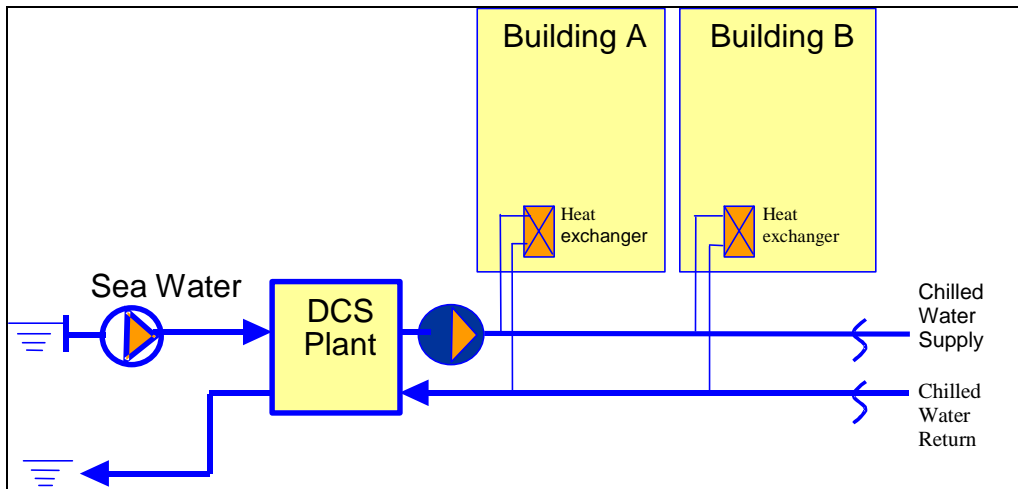 Building A
Building B
Heat
exchanger
Heat
exchanger
Sea Water
DCS
Plant
Chilled
Water
Supply
Chilled
Water
Return